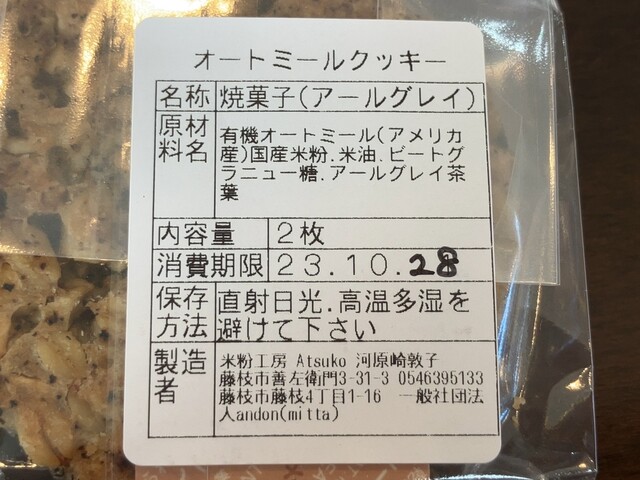 オートミールクッキー
名称 焼菓子(アールグレイ)
原材料名 有機オートミール(アメリカ
産)国産米粉.米油.ビートグ
ラニュー糖.アールグレイ茶
葉
内容量 2枚
消費期限 23.10.28
保存方法 直射日光.高温多湿を
避けて下さい
製造者 米粉工房 Atsuko 河原崎敦子
藤枝市善左衛門3-31-3 0546395133
藤枝市藤枝4丁目1-16 一般社団法
人andon(mitta)